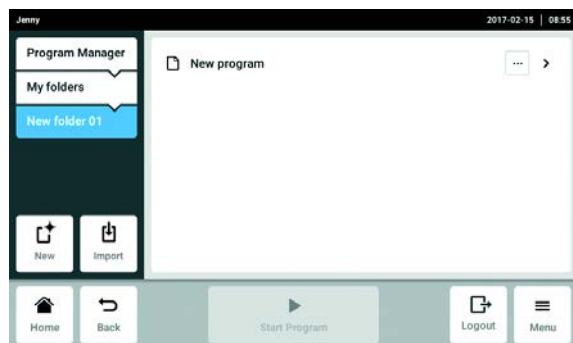 Jenny
2017-02-15 | 08:55
Program Manager
My folders
New folder 01
New program
...
New
Import
Home
Back
Start Program
Logout
Menu